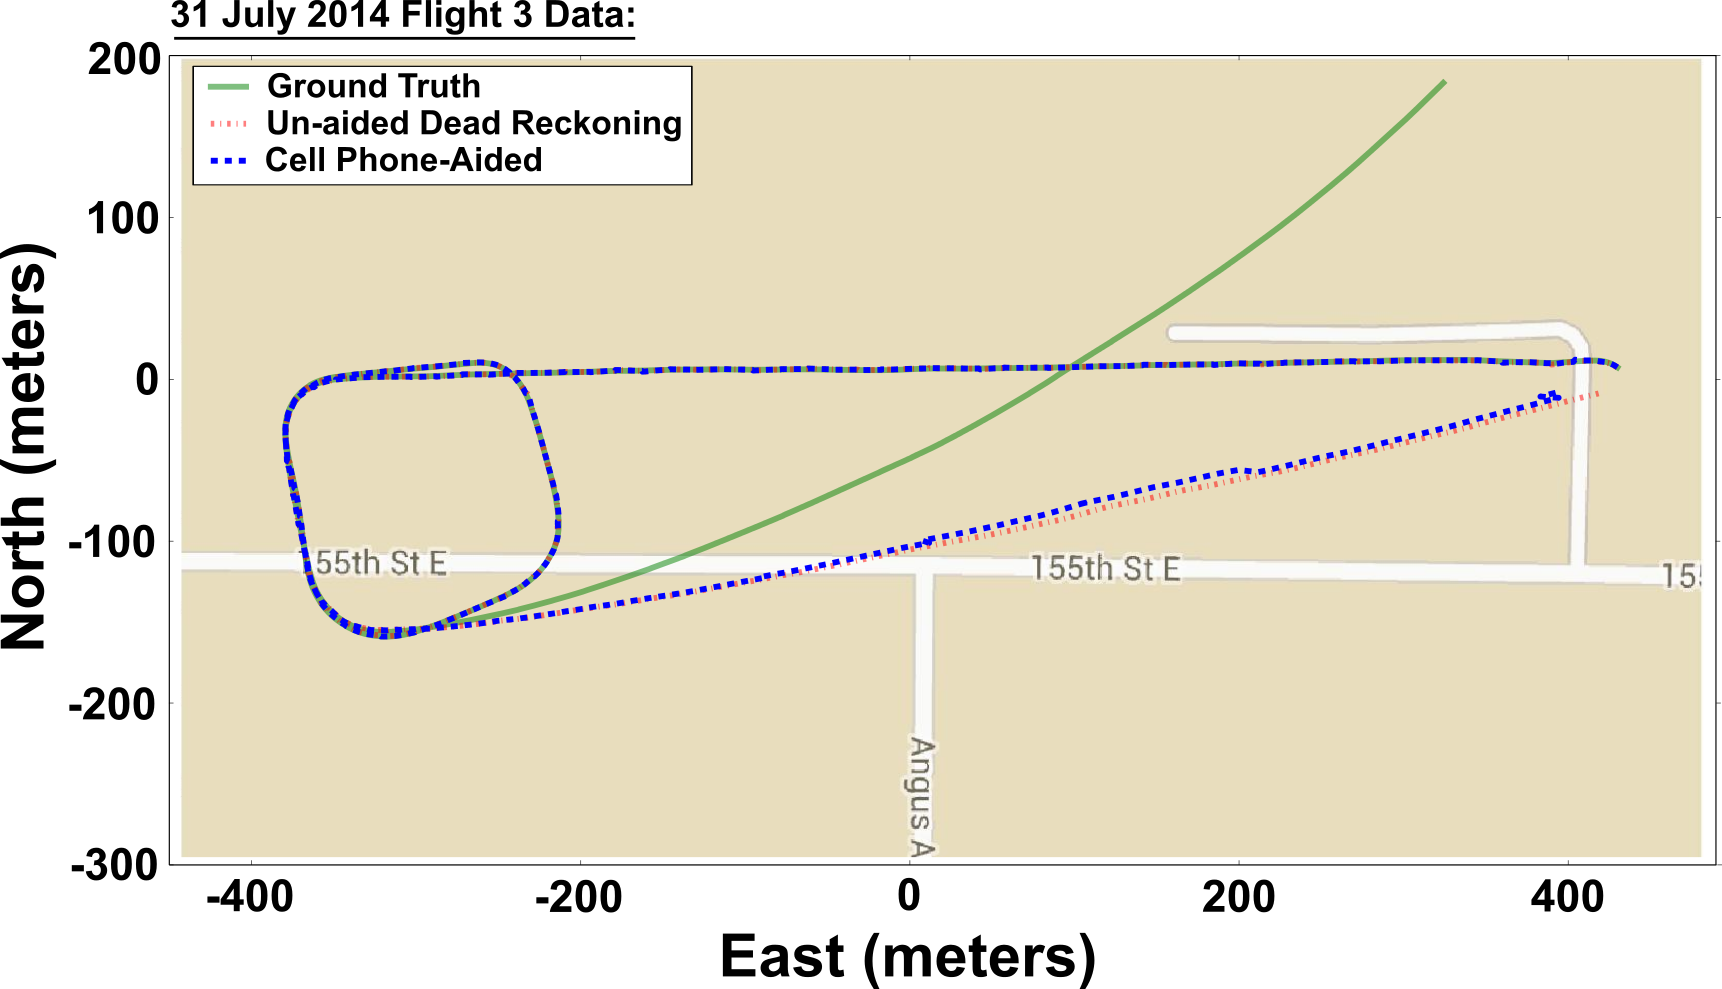 31 July 2014 Flight 3 Data:
200
Ground Truth
Un-aided Dead Reckoning
Cell Phone-Aided
100
North (meters)
0
-100
55th St E
155th St E
155
-200
Angus A
-300
-400
-200
0
200
400
East (meters)